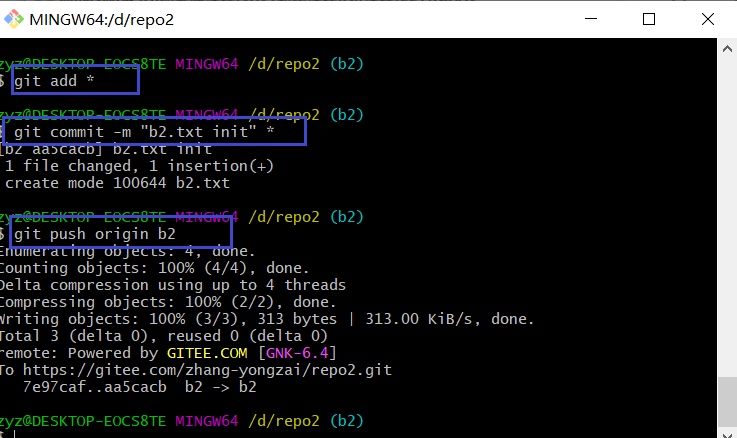 MINGW64:/d/repo2
zyz@DESKTOP-EOCS8TE MINGW64 /d/repo2 (b2)
$ git add *
zyz@DESKTOP-EOCS8TE MINGW64 /d/repo2 (b2)
$ git commit -m "b2.txt init" *
[b2 aa5cacb] b2.txt init
1 file changed, 1 insertion(+)
create mode 100644 b2.txt
zyz@DESKTOP-EOCS8TE MINGW64 /d/repo2 (b2)
$ git push origin b2
Enumerating objects: 4, done.
Counting objects: 100% (4/4), done.
Delta compression using up to 4 threads
Compressing objects: 100% (2/2), done.
Writing objects: 100% (3/3), 313 bytes | 313.00 KiB/s, done.
Total 3 (delta 0), reused 0 (delta 0)
remote: Powered by GITEE.COM [GNK-6.4]
To https://gitee.com/zhang-yongzai/repo2.git
7e97caf..aa5cacb  b2 -> b2
zyz@DESKTOP-EOCS8TE MINGW64 /d/repo2 (b2)
$